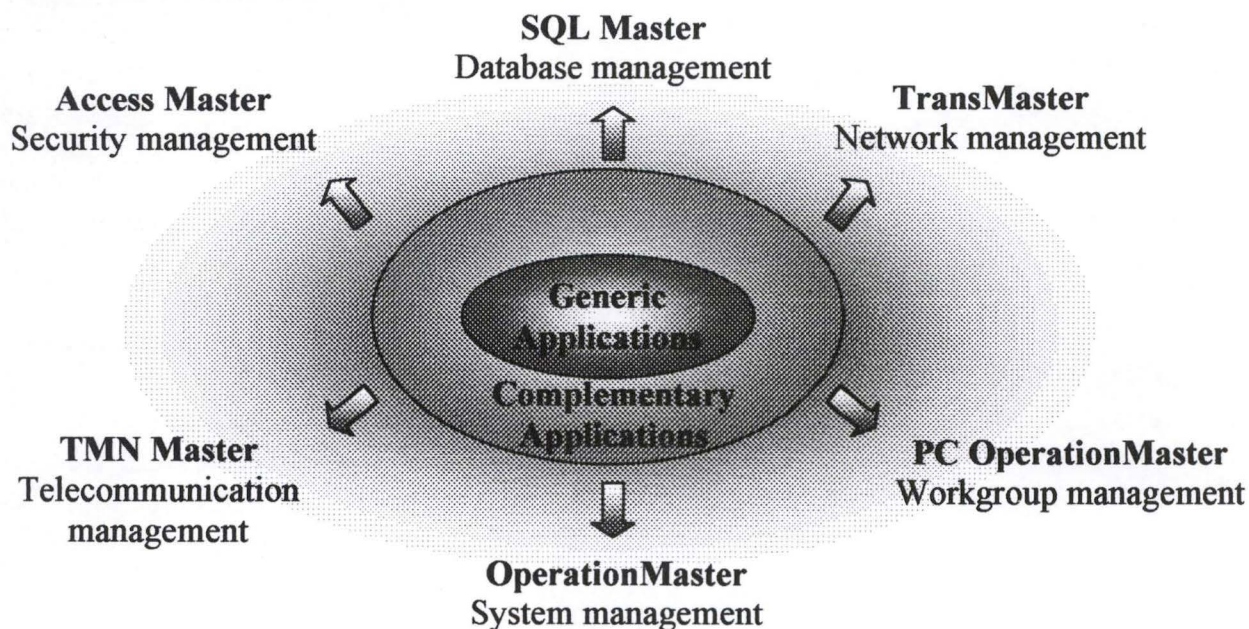 SQL Master
Database management
Access Master
Security management
TransMaster
Network management
Generic
Applications
Complementary
Applications
TMN Master
Telecommunication
management
PC OperationMaster
Workgroup management
OperationMaster
System management